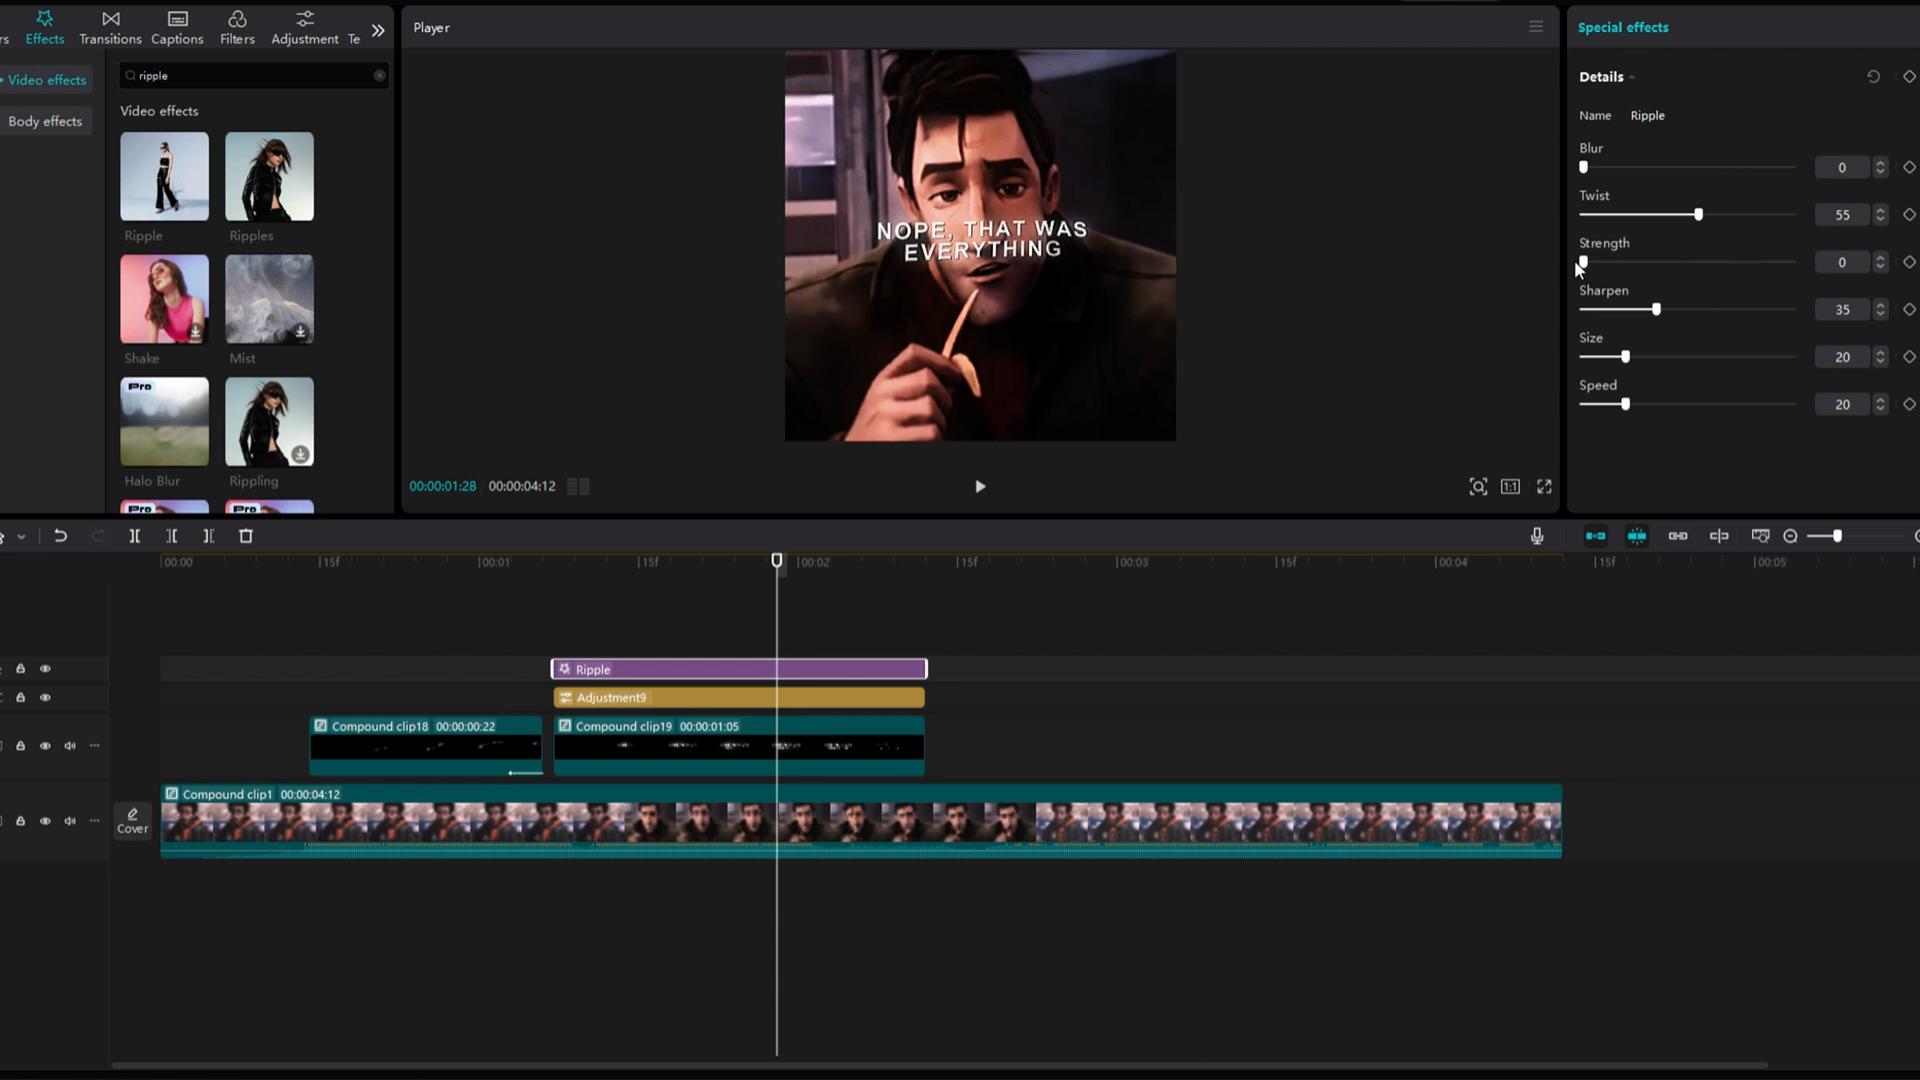 Effects
Transitions
Captions
Filters
Adjustment
Te
Video effects
Body effects
ripple
Video effects
Ripple
Ripples
Shake
Mist
Pro
Halo Blur
Rippling
Pro
Pro
Player
NOPE, THAT WAS
EVERYTHING
00:00:01:28
00:00:04:12
1:1
Special effects
Details
Name
Ripple
Blur
0
Twist
55
Strength
0
Sharpen
35
Size
20
Speed
20
00:00
15f
00:01
15f
00:02
15f
00:03
15f
00:04
15f
00:05
Ripple
Adjustment9
Compound clip18 00:00:00:22
Compound clip19 00:00:01:05
Compound clip1 00:00:04:12
Cover